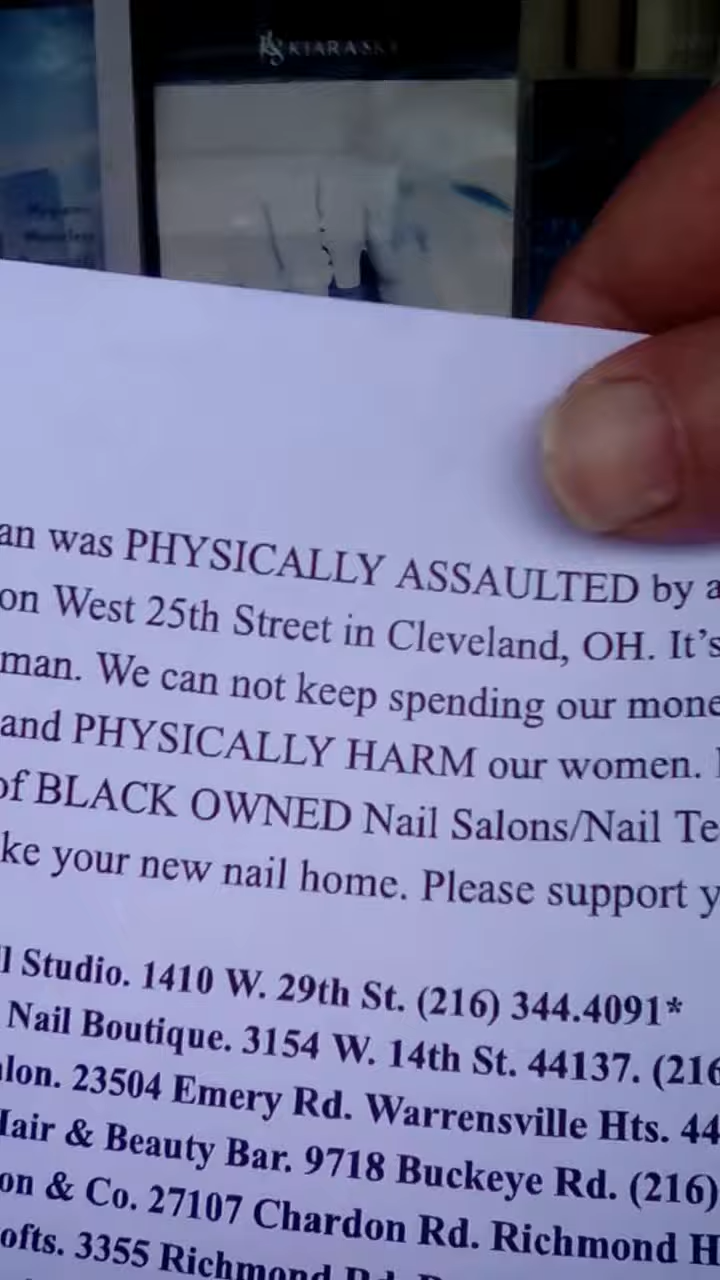 KIARA SKY
an was PHYSICALLY ASSAULTED by a
on West 25th Street in Cleveland, OH. It's
man. We can not keep spending our mone
and PHYSICALLY HARM our women.
of BLACK OWNED Nail Salons/Nail Te
ke your new nail home. Please support y
l Studio. 1410 W. 29th St. (216) 344.4091*
Nail Boutique. 3154 W. 14th St. 44137. (216
lon. 23504 Emery Rd. Warrensville Hts. 44
Hair & Beauty Bar. 9718 Buckeye Rd. (216)
on & Co. 27107 Chardon Rd. Richmond H
ofts. 3355 Richmond Rd.